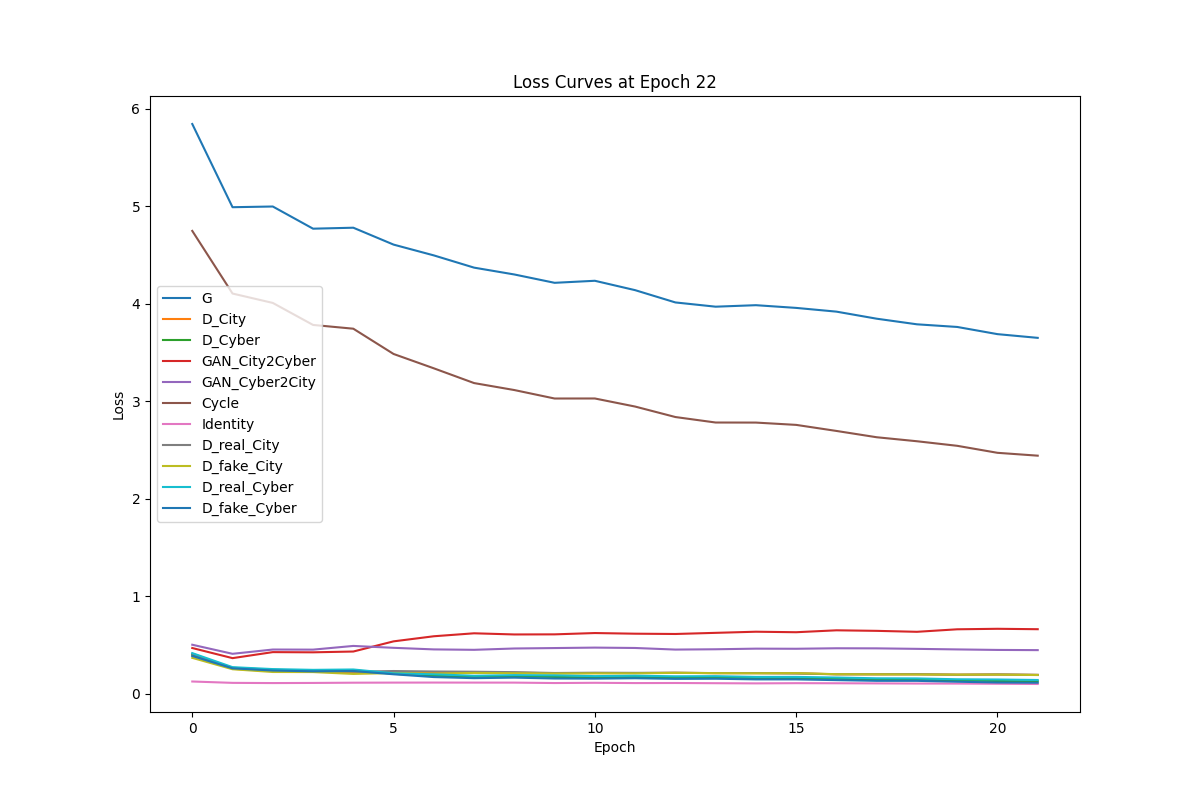 Loss Curves at Epoch 22
6
5
4
3
2
1
0
Loss
G
D_City
D_Cyber
GAN_City2Cyber
GAN_Cyber2City
Cycle
Identity
D_real_City
D_fake_City
D_real_Cyber
D_fake_Cyber
0 5 10 15 20
Epoch